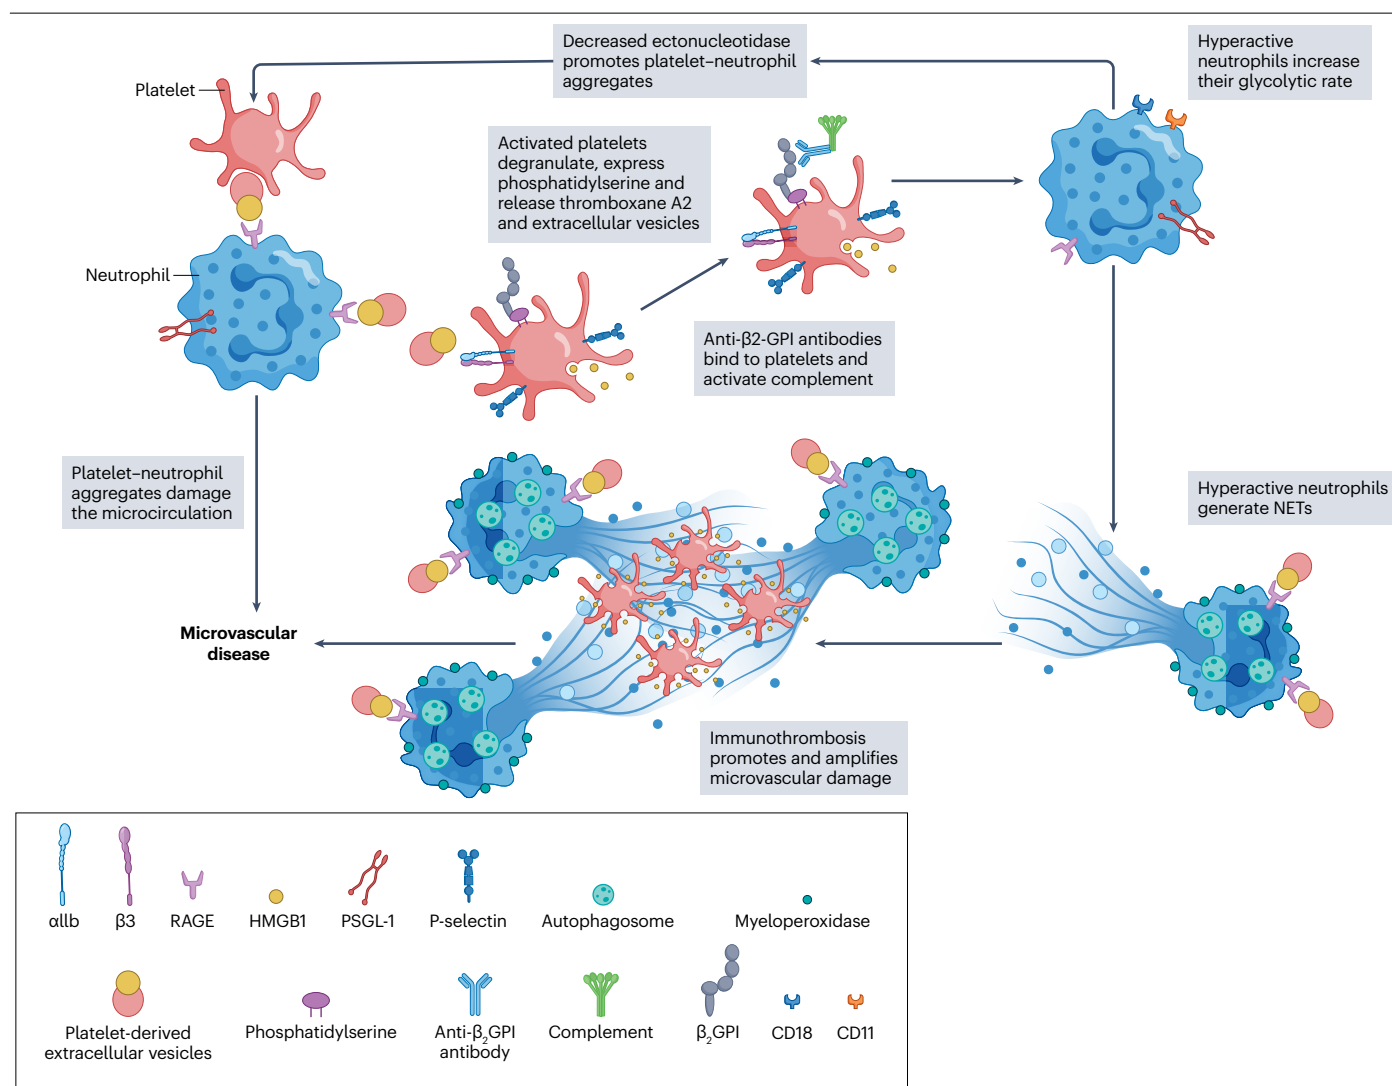 Decreased ectonucleotidase
promotes platelet–neutrophil
aggregates
Hyperactive
neutrophils increase
their glycolytic rate
Platelet
Activated platelets
degranulate, express
phosphatidylserine and
release thromboxane A2
and extracellular vesicles
Neutrophil
Anti-β2-GPI antibodies
bind to platelets and
activate complement
Platelet–neutrophil
aggregates damage
the microcirculation
Hyperactive neutrophils
generate NETs
Microvascular
disease
Immunothrombosis
promotes and amplifies
microvascular damage
αllb
β3
RAGE
HMGB1
PSGL-1
P-selectin
Autophagosome
Myeloperoxidase
Platelet-derived
extracellular vesicles
Phosphatidylserine
Anti-β₂GPI
antibody
Complement
β₂GPI
CD18
CD11